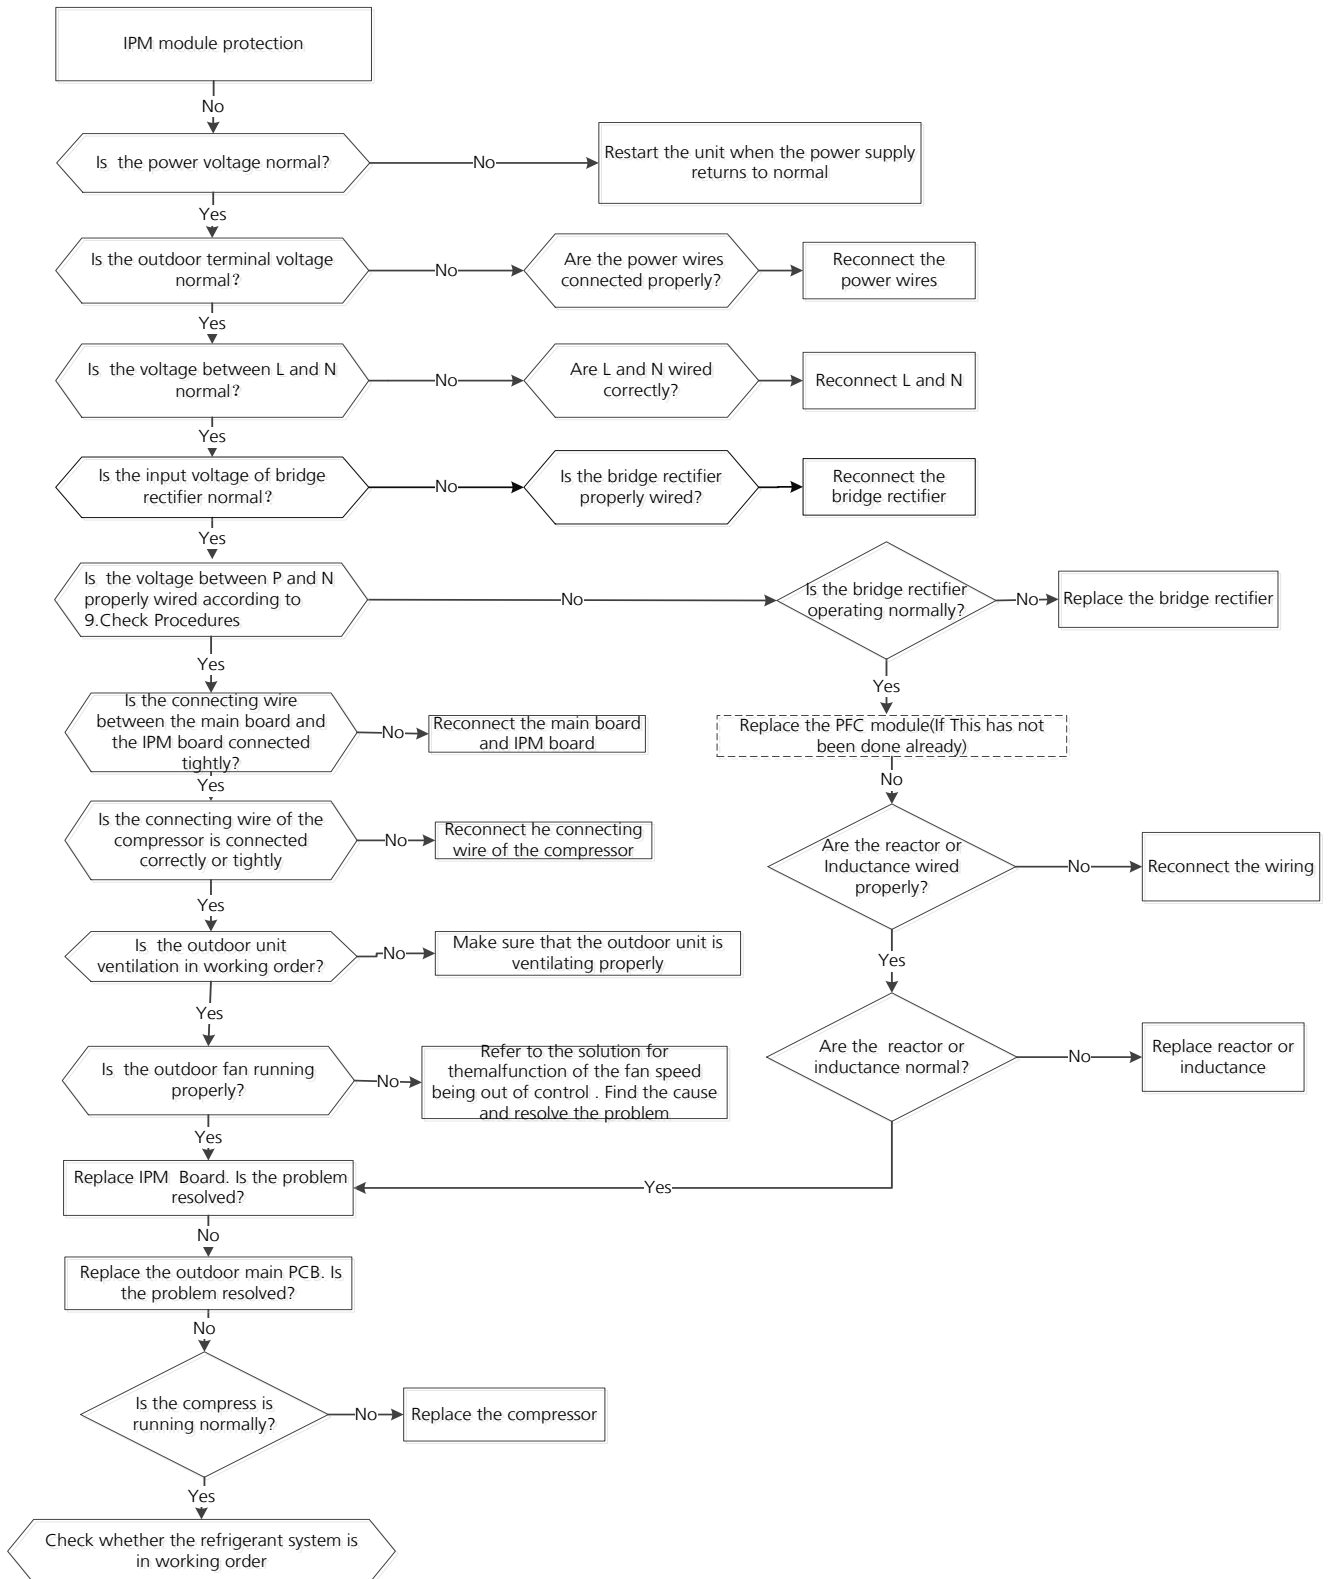 IPM module protection
No
Is the power voltage normal?
No
Restart the unit when the power supply
returns to normal
Yes
Is the outdoor terminal voltage
normal?
No
Are the power wires
connected properly?
Reconnect the
power wires
Yes
Is the voltage between L and N
normal?
No
Are L and N wired
correctly?
Reconnect L and N
Yes
Is the input voltage of bridge
rectifier normal?
No
Is the bridge rectifier
properly wired?
Reconnect the
bridge rectifier
Yes
Is the voltage between P and N
properly wired according to
9.Check Procedures
No
Is the bridge rectifier
operating normally?
No
Replace the bridge rectifier
Yes
Yes
Is the connecting wire
between the main board and
the IPM board connected
tightly?
No
Reconnect the main board
and IPM board
Replace the PFC module(If This has not
been done already)
Yes
No
Is the connecting wire of the
compressor is connected
correctly or tightly
No
Reconnect he connecting
wire of the compressor
Are the reactor or
Inductance wired
properly?
No
Reconnect the wiring
Yes
Is the outdoor unit
ventilation in working order?
No
Make sure that the outdoor unit is
ventilating properly
Yes
Yes
Is the outdoor fan running
properly?
No
Refer to the solution for
themalfunction of the fan speed
being out of control . Find the cause
and resolve the problem
Are the reactor or
inductance normal?
No
Replace reactor or
inductance
Yes
Replace IPM Board. Is the problem
resolved?
Yes
No
Replace the outdoor main PCB. Is
the problem resolved?
No
Is the compress is
running normally?
No
Replace the compressor
Yes
Check whether the refrigerant system is
in working order